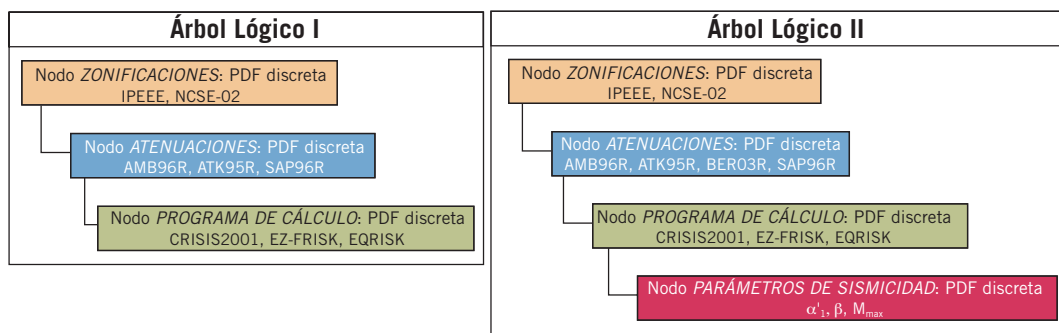 Árbol Lógico I
Nodo ZONIFICACIONES: PDF discreta
IPEEE, NCSE-02
Nodo ATENUACIONES: PDF discreta
AMB96R, ATK95R, SAP96R
Nodo PROGRAMA DE CÁLCULO: PDF discreta
CRISIS2001, EZ-FRISK, EQRISK
Árbol Lógico II
Nodo ZONIFICACIONES: PDF discreta
IPEEE, NCSE-02
Nodo ATENUACIONES: PDF discreta
AMB96R, ATK95R, BER03R, SAP96R
Nodo PROGRAMA DE CÁLCULO: PDF discreta
CRISIS2001, EZ-FRISK, EQRISK
Nodo PARÁMETROS DE SISMICIDAD: PDF discreta
α'₁, β, Mmax